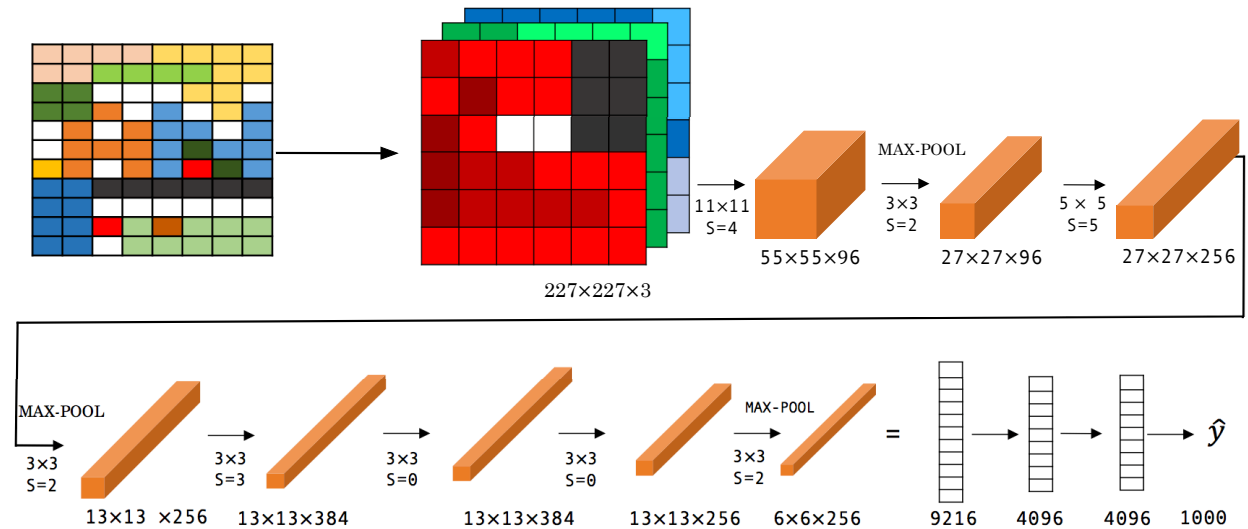 227×227×3
11×11
S=4
55×55×96
MAX-POOL
3×3
S=2
27×27×96
5 × 5
S=5
27×27×256
MAX-POOL
3×3
S=2
13×13 ×256
3×3
S=3
13×13×384
3×3
S=0
13×13×384
3×3
S=0
13×13×256
MAX-POOL
3×3
S=2
6×6×256
=
9216
4096
4096
ŷ
1000